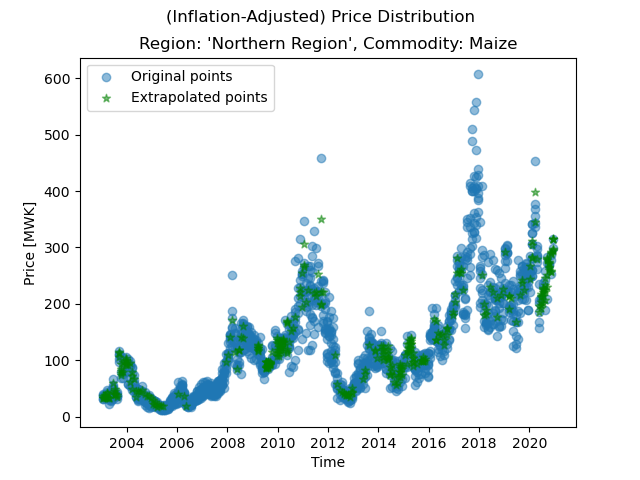 (Inflation-Adjusted) Price Distribution
Region: 'Northern Region', Commodity: Maize
Original points
Extrapolated points
600
500
400
300
200
100
0
Price [MWK]
2004 2006 2008 2010 2012 2014 2016 2018 2020
Time